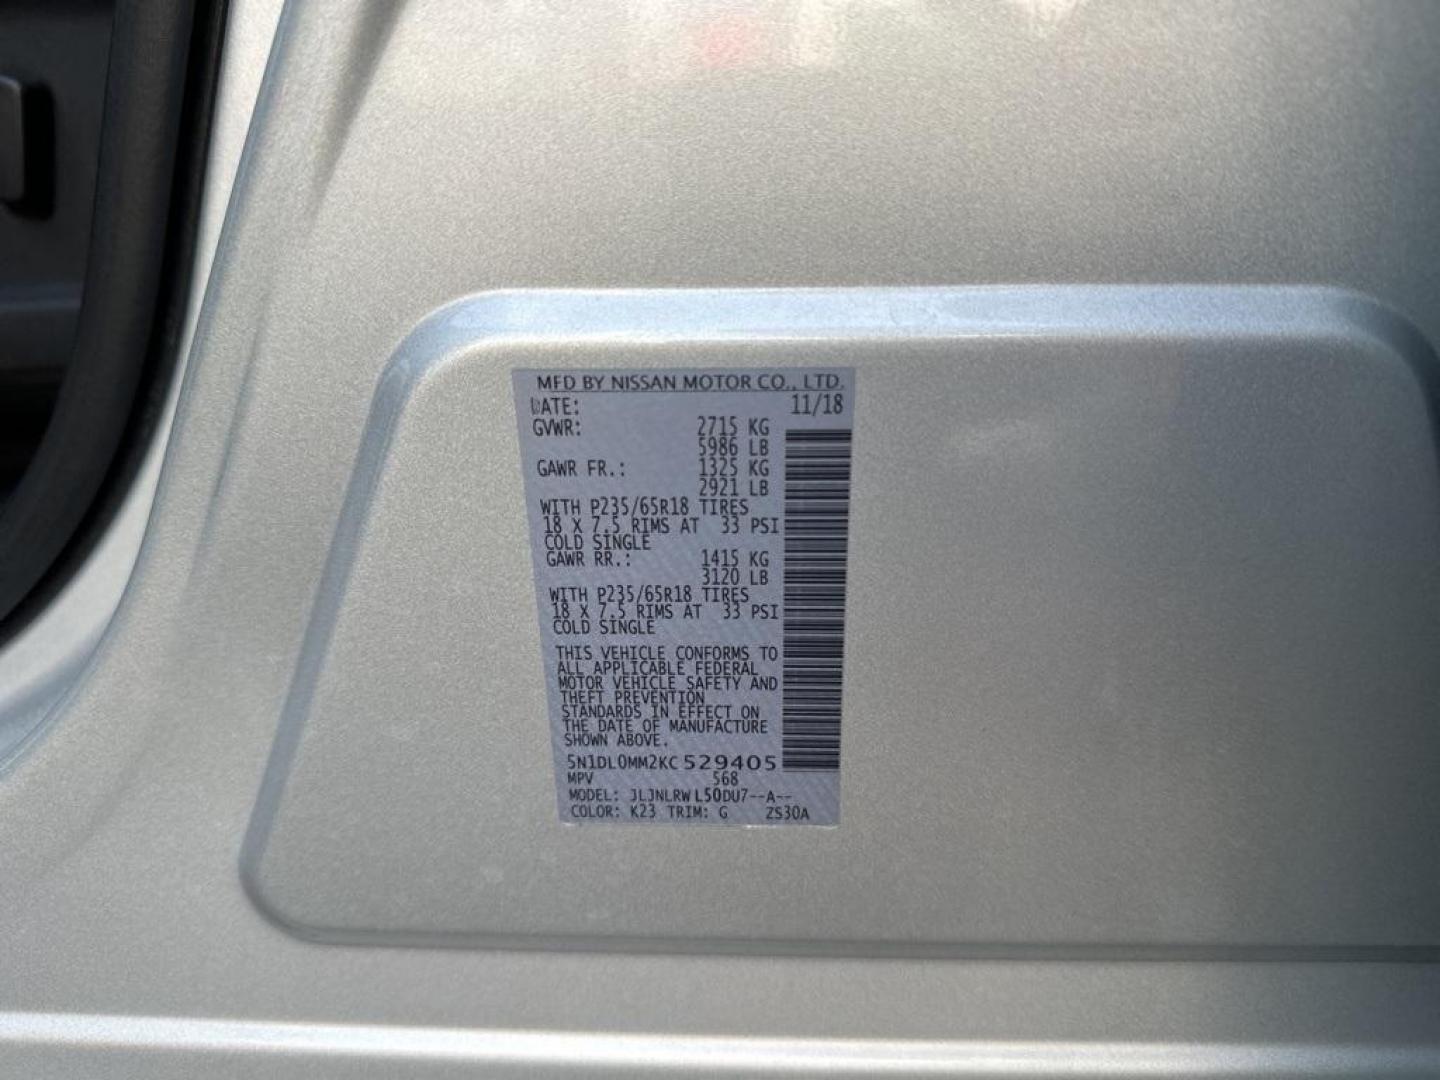 MFD BY NISSAN MOTOR CO., LTD.
DATE: 11/18
GVWR: 2715 KG
5986 LB
GAWR FR.: 1325 KG
2921 LB
WITH P235/65R18 TIRES
18 X 7.5 RIMS AT 33 PSI
COLD SINGLE
GAWR RR.: 1415 KG
3120 LB
WITH P235/65R18 TIRES
18 X 7.5 RIMS AT 33 PSI
COLD SINGLE
THIS VEHICLE CONFORMS TO
ALL APPLICABLE FEDERAL
MOTOR VEHICLE SAFETY AND
THEFT PREVENTION
STANDARDS IN EFFECT ON
THE DATE OF MANUFACTURE
SHOWN ABOVE.
5N1DL0MM2KC529405
MPV 568
MODEL: JLJNLRW L50DU7--A--
COLOR: K23 TRIM: G ZS30A